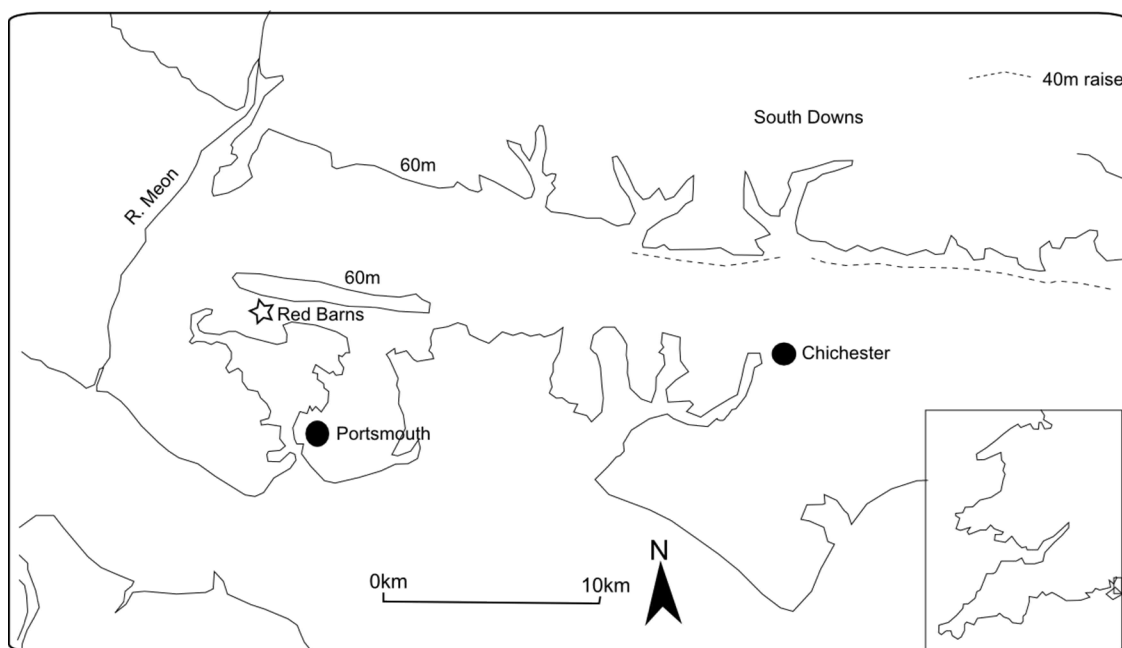 40m raise
South Downs
60m
R. Meon
60m
Red Barns
Chichester
Portsmouth
N
0km
10km